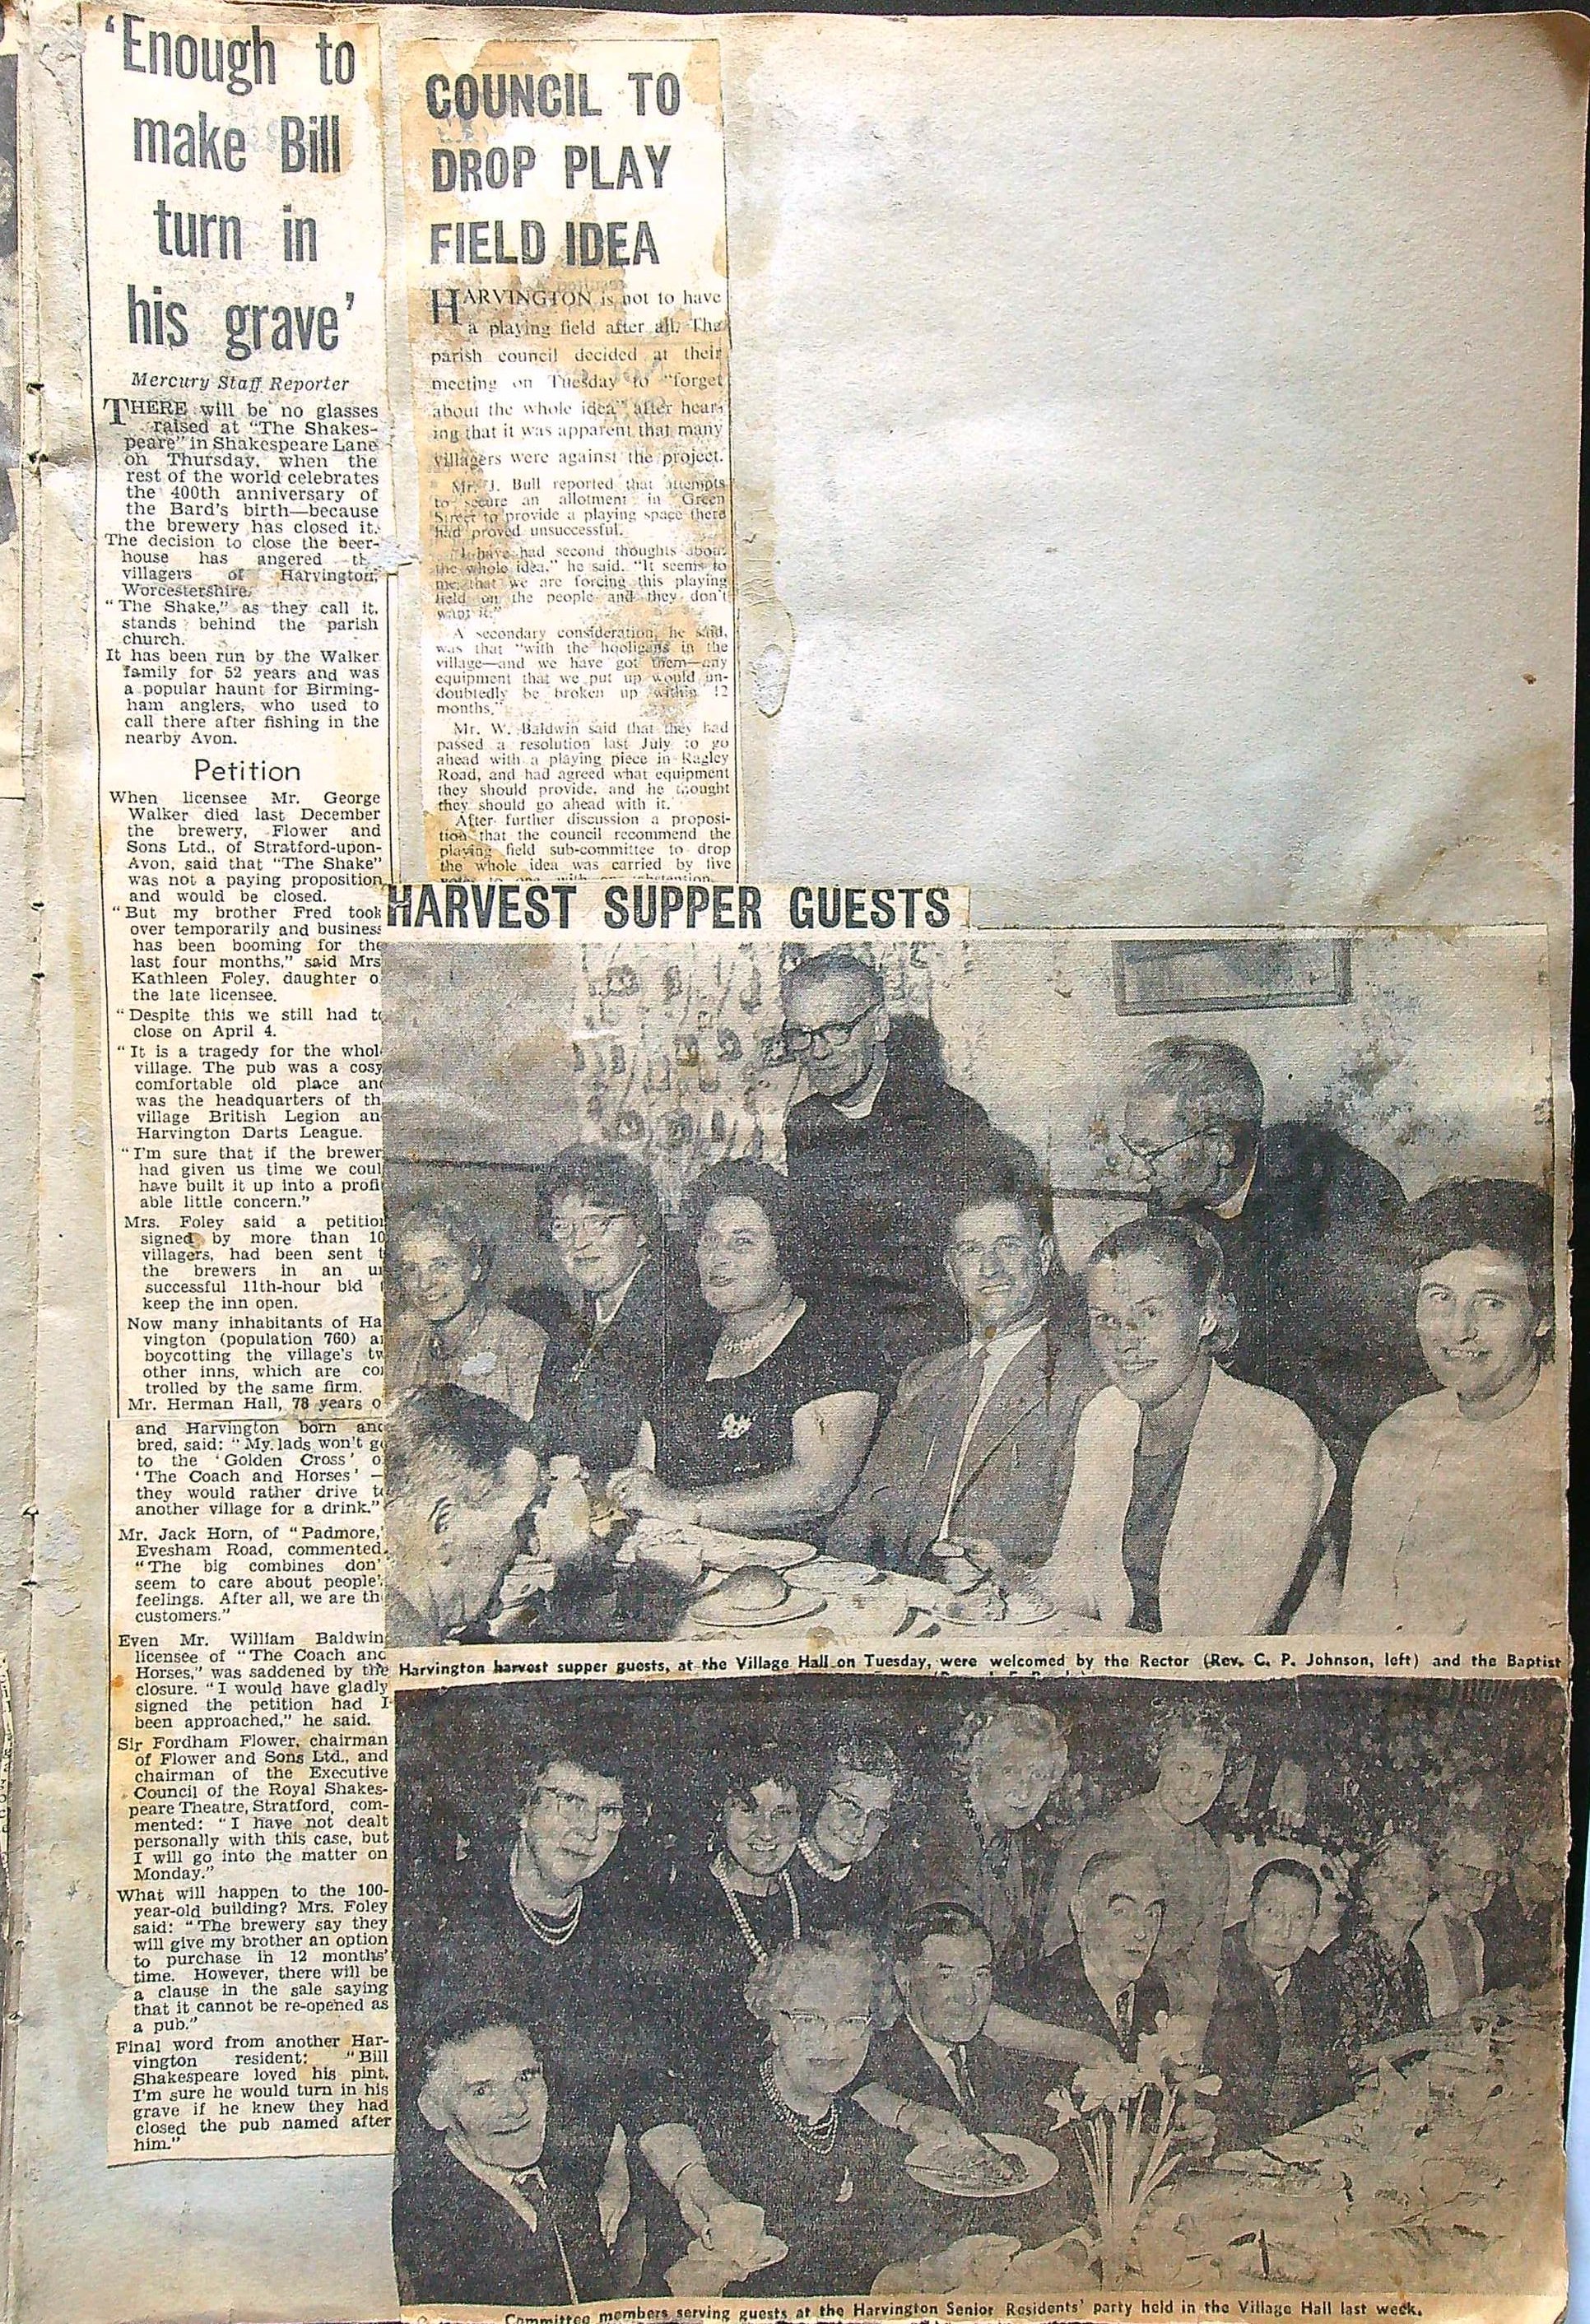 ‘Enough to
make Bill
turn in
his grave’
Mercury Staff Reporter
THERE will be no glasses
raised at "The Shakes-
peare" in Shakespeare Lane
on Thursday, when the
rest of the world celebrates
the 400th anniversary of
the Bard's birth—because
the brewery has closed it.
The decision to close the beer-
house has angered
villagers of Harvington,
Worcestershire.
"The Shake," as they call it,
stands behind the parish
church.
It has been run by the Walker
family for 52 years and was
a popular haunt for Birming-
ham anglers, who used to
call there after fishing in the
nearby Avon.
Petition
When licensee Mr. George
Walker died last December
the brewery, Flower and
Sons Ltd., of Stratford-upon-
Avon, said that "The Shake"
was not a paying proposition
and would be closed.
"But my brother Fred took
over temporarily and business
has been booming for the
last four months," said Mrs
Kathleen Foley, daughter o
the late licensee.
"Despite this we still had t
close on April 4.
"It is a tragedy for the whol
village. The pub was a cosy
comfortable old place an
was the headquarters of th
village British Legion an
Harvington Darts League.
"I'm sure that if the brewer
had given us time we coul
have built it up into a profi
able little concern."
Mrs. Foley said a petition
signed by more than 10
villagers, had been sent t
the brewers in an un
successful 11th-hour bid
keep the inn open.
Now many inhabitants of Ha
vington (population 760) a
boycotting the village's tw
other inns, which are co
trolled by the same firm.
Mr. Herman Hall, 78 years o
and Harvington born and
bred, said: "My lads won't g
to the 'Golden Cross' o
'The Coach and Horses' —
they would rather drive t
another village for a drink."
Mr. Jack Horn, of "Padmore,"
Evesham Road, commented.
"The big combines don'
seem to care about people'
feelings. After all, we are th
customers."
Even Mr. William Baldwin
licensee of "The Coach and
Horses," was saddened by the
closure. "I would have gladly
signed the petition had I
been approached," he said.
Sir Fordham Flower, chairman
of Flower and Sons Ltd., and
chairman of the Executive
Council of the Royal Shakes-
peare Theatre, Stratford, com-
mented: "I have not dealt
personally with this case, but
I will go into the matter on
Monday."
What will happen to the 100-
year-old building? Mrs. Foley
said: "The brewery say they
will give my brother an option
to purchase in 12 months'
time. However, there will be
a clause in the sale saying
that it cannot be re-opened as
a pub."
Final word from another Har-
vington resident: "Bill
Shakespeare loved his pint.
I'm sure he would turn in his
grave if he knew they had
closed the pub named after
him."
COUNCIL TO
DROP PLAY
FIELD IDEA
HARVINGTON is not to have
a playing field after all. The
parish council decided at their
meeting on Tuesday to "forget
about the whole idea" after hear-
ing that it was apparent that many
villagers were against the project.
Mr. J. Bull reported that attempts
to secure an allotment in Green
Street to provide a playing space there
had proved unsuccessful.
"I have had second thoughts about
the whole idea," he said. "It seems to
me that we are forcing this playing
field on the people and they don't
want it."
A secondary consideration, he said,
was that "with the hooligans in the
village—and we have got them—any
equipment that we put up would un-
doubtedly be broken up within 12
months."
Mr. W. Baldwin said that they had
passed a resolution last July to go
ahead with a playing piece in Ragley
Road, and had agreed what equipment
they should provide, and he thought
they should go ahead with it.
After further discussion a proposi-
tion that the council recommend the
playing field sub-committee to drop
the whole idea was carried by five
votes to one with one abstention.
HARVEST SUPPER GUESTS
Harvington harvest supper guests, at the Village Hall on Tuesday, were welcomed by the Rector (Rev. C. P. Johnson, left) and the Baptist
Committee members serving guests at the Harvington Senior Residents' party held in the Village Hall last week.